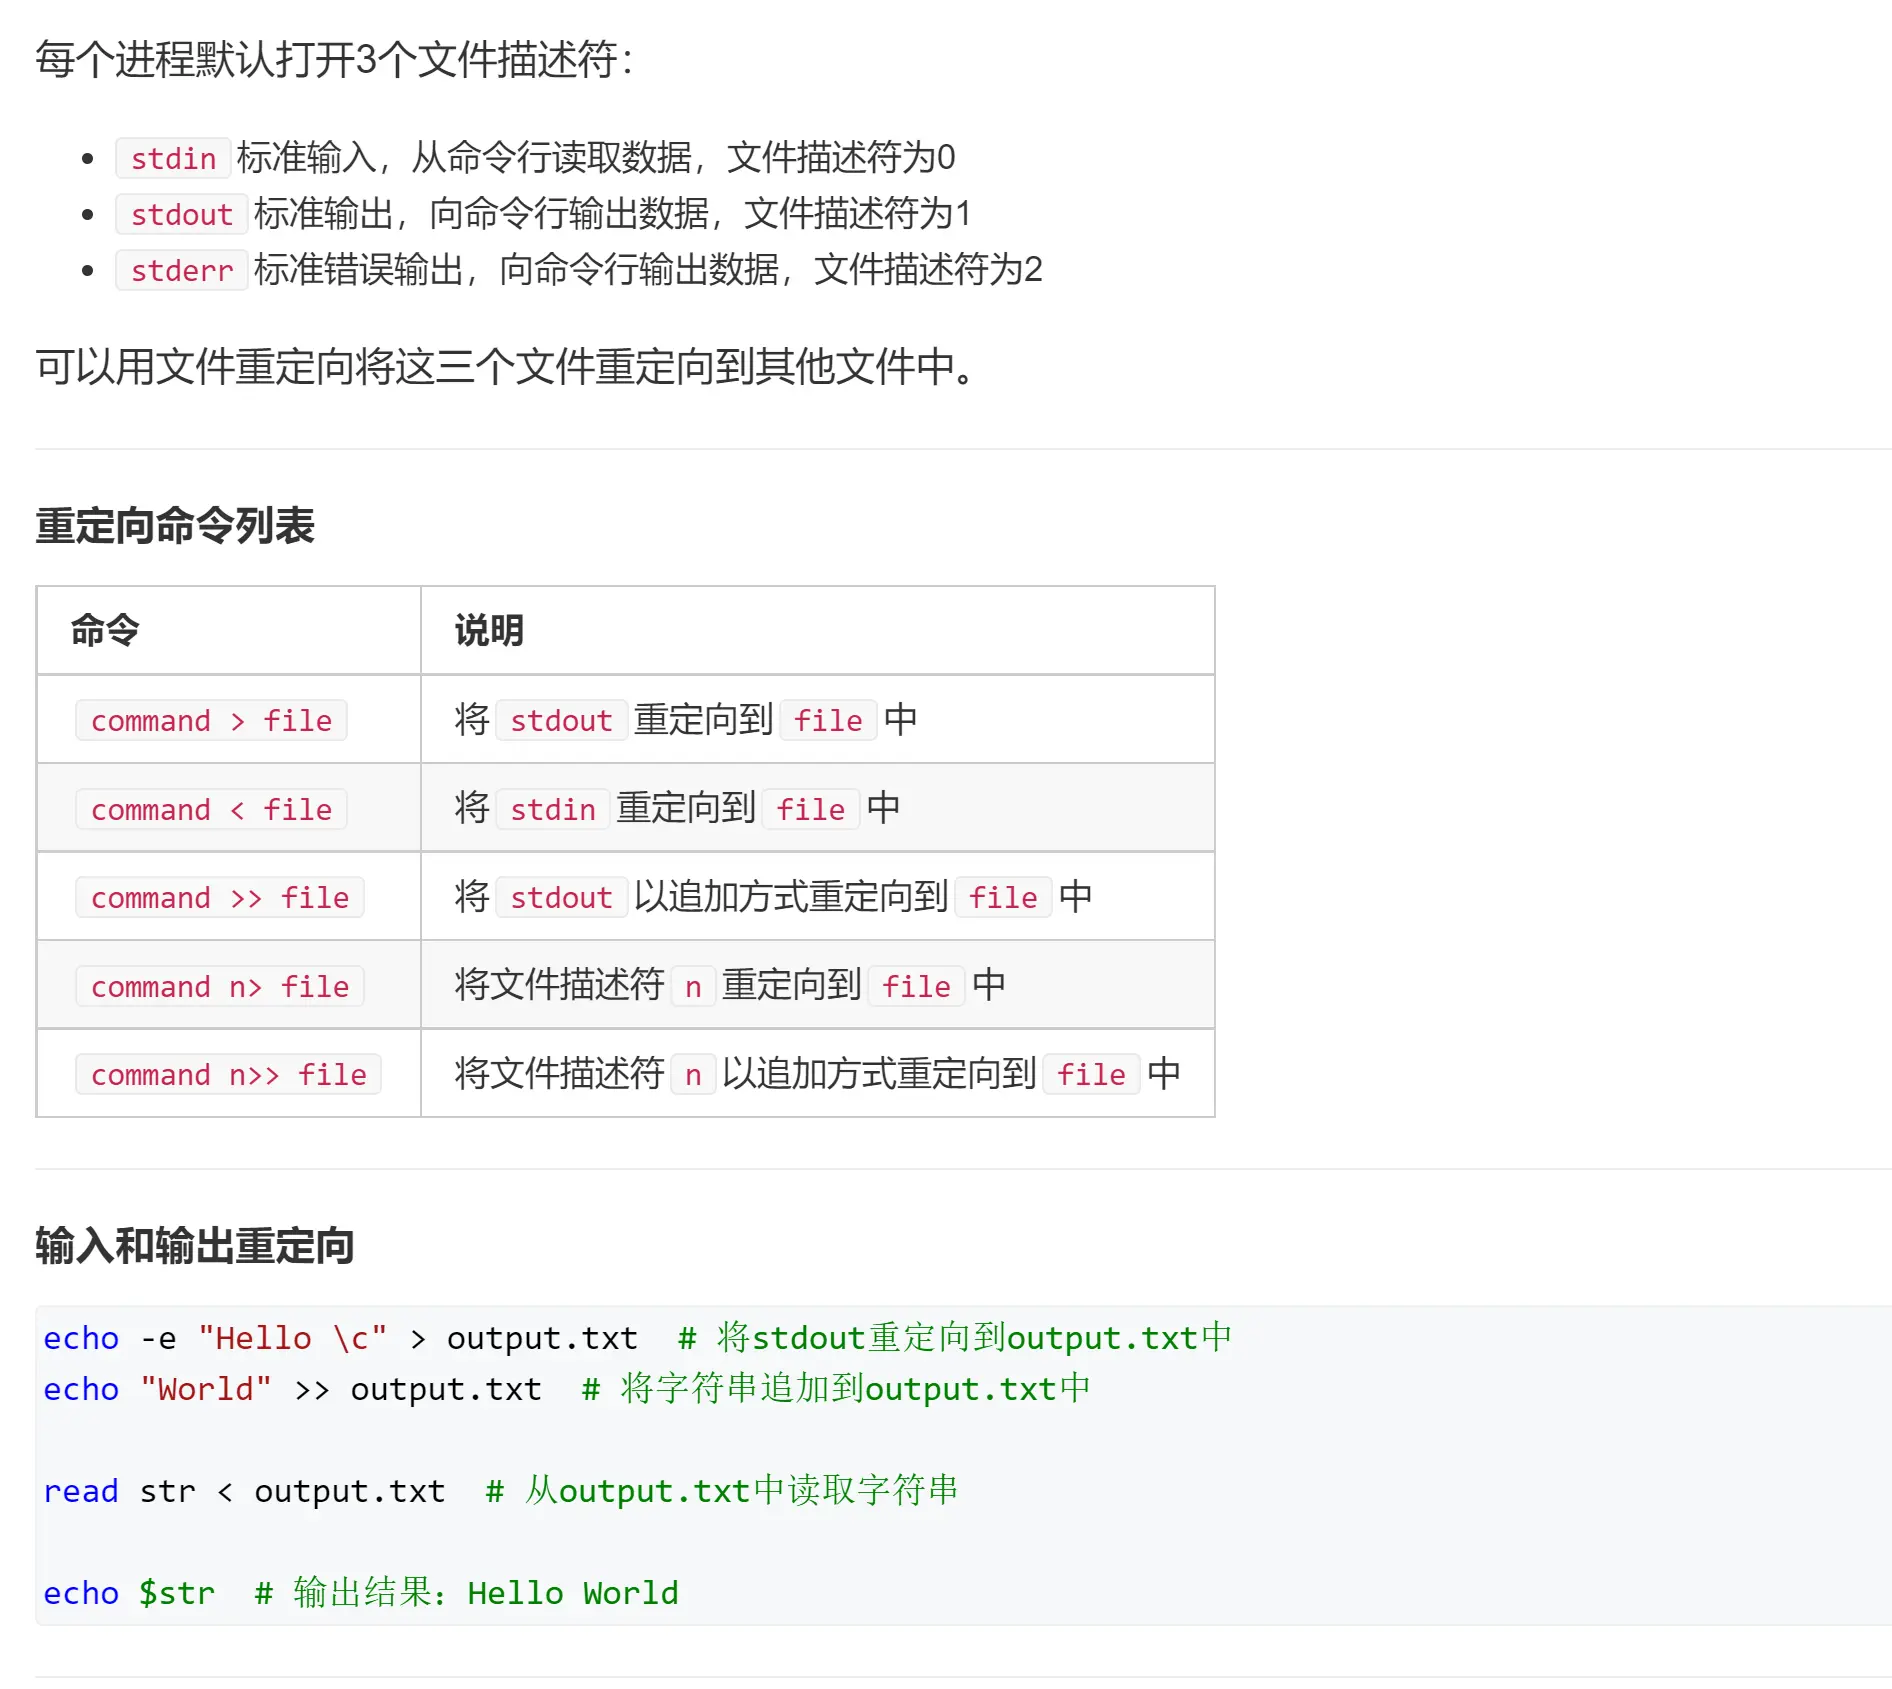 每个进程默认打开3个文件描述符：
stdin 标准输入，从命令行读取数据，文件描述符为0
stdout 标准输出，向命令行输出数据，文件描述符为1
stderr 标准错误输出，向命令行输出数据，文件描述符为2
可以用文件重定向将这三个文件重定向到其他文件中。
重定向命令列表
命令 说明
command > file 将 stdout 重定向到 file 中
command < file 将 stdin 重定向到 file 中
command >> file 将 stdout 以追加方式重定向到 file 中
command n> file 将文件描述符 n 重定向到 file 中
command n>> file 将文件描述符 n 以追加方式重定向到 file 中
输入和输出重定向
echo -e "Hello \c" > output.txt  # 将stdout重定向到output.txt中
echo "World" >> output.txt  # 将字符串追加到output.txt中
read str < output.txt  # 从output.txt中读取字符串
echo $str  # 输出结果：Hello World